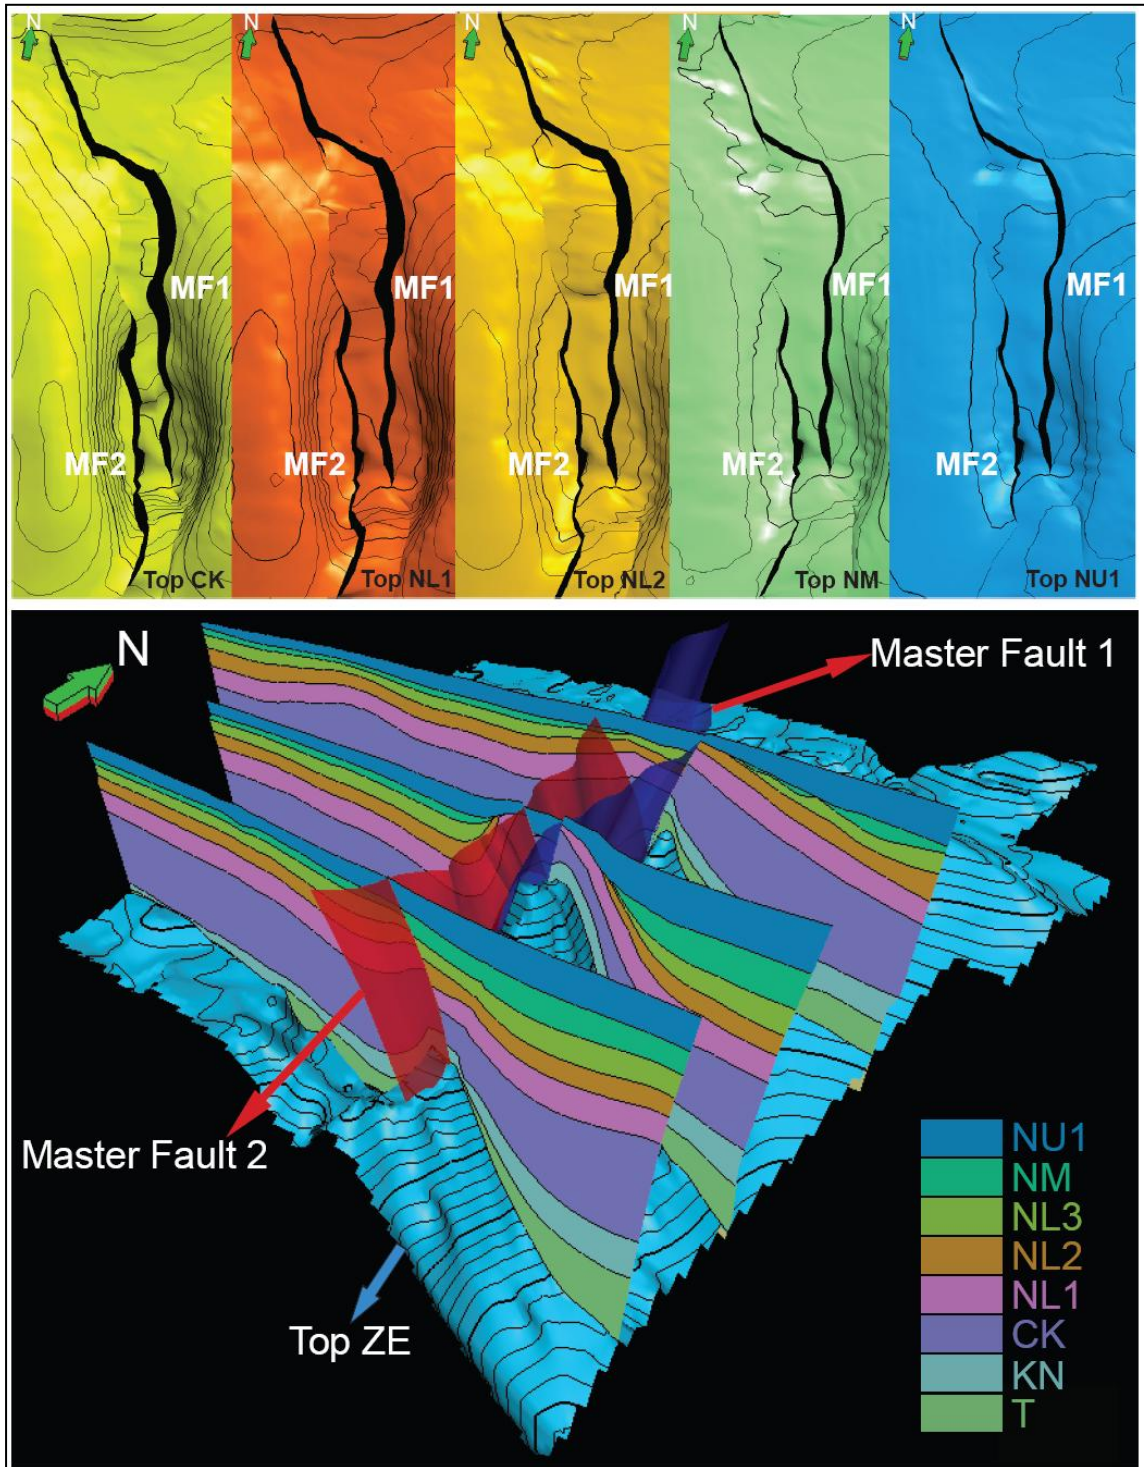 N N N N N
MF1 MF1 MF1 MF1 MF1
MF2 MF2 MF2 MF2 MF2
Top CK Top NL1 Top NL2 Top NM Top NU1
N
Master Fault 1
Master Fault 2
Top ZE
NU1
NM
NL3
NL2
NL1
CK
KN
T